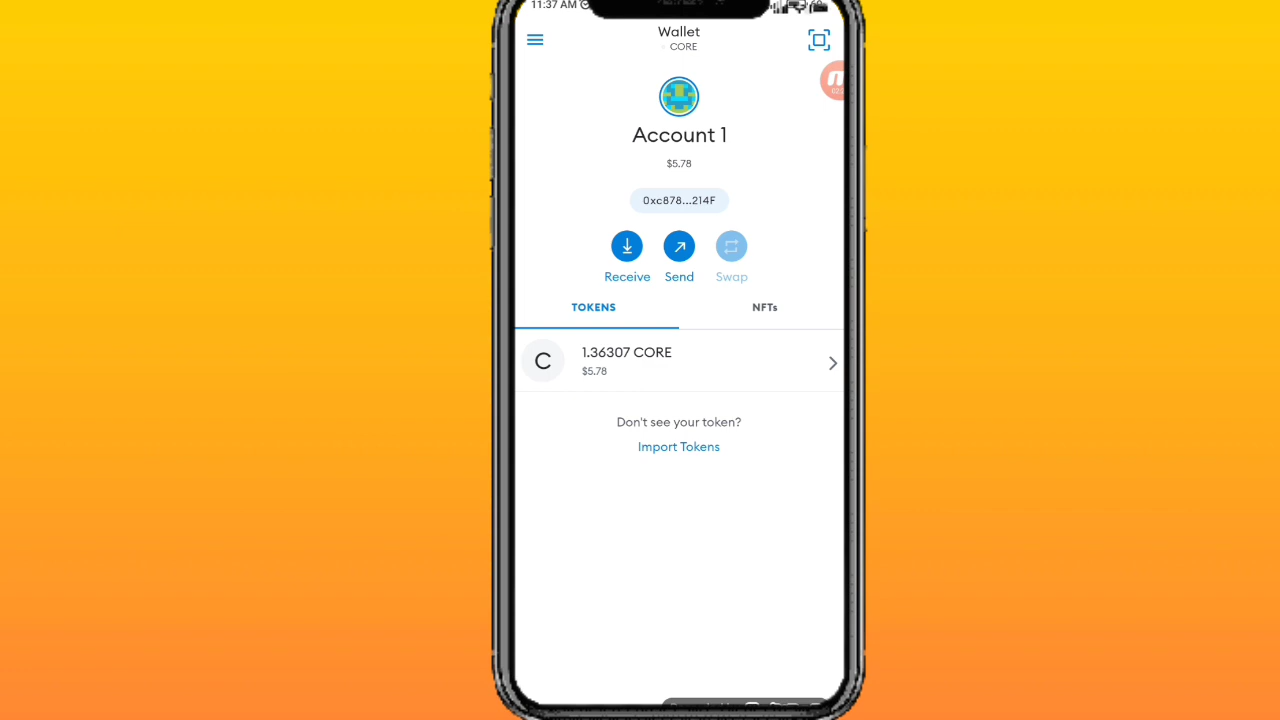 11:37 AM
Wallet
CORE
Account 1
$5.78
0xc878...214F
Receive
Send
Swap
TOKENS
NFTs
C
1.36307 CORE
$5.78
Don't see your token?
Import Tokens